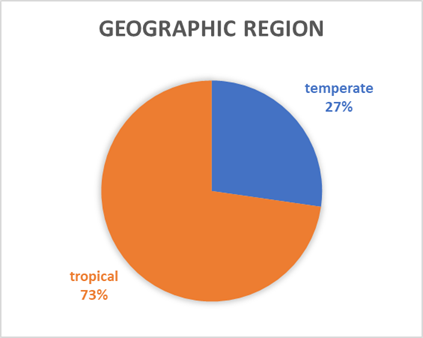 GEOGRAPHIC REGION
temperate
27%
tropical
73%